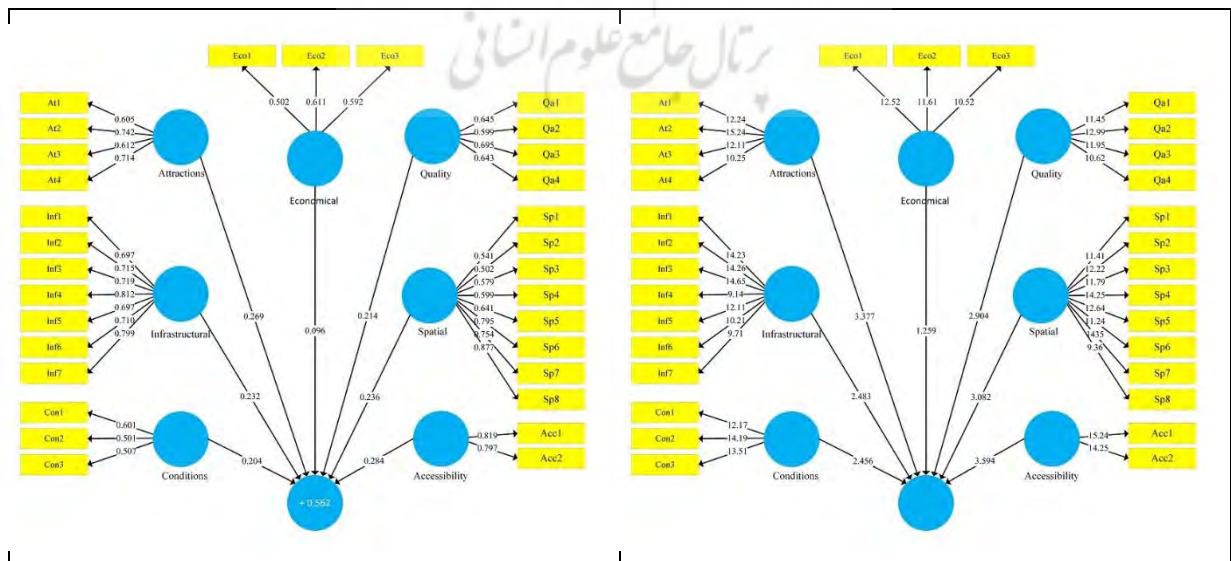 پرتال جامع علوم انسانی
Eco1 Eco2 Eco3
0.502 0.611 0.592
At1
At2
At3
At4
0.605
0.742
0.612
0.714
Attractions
Economical
Qa1
Qa2
Qa3
Qa4
0.645
0.599
0.695
0.643
Quality
Inf1
Inf2
Inf3
Inf4
Inf5
Inf6
Inf7
0.697
0.715
0.719
0.812
0.697
0.710
0.799
Infrastructural
Sp1
Sp2
Sp3
Sp4
Sp5
Sp6
Sp7
Sp8
0.541
0.502
0.579
0.599
0.641
0.795
0.754
0.877
Spatial
0.269
0.096
0.214
0.232
0.236
Con1
Con2
Con3
0.601
0.501
0.507
Conditions
0.204
0.284
Acc1
Acc2
0.819
0.797
Accessibility
+ 0.562
Eco1 Eco2 Eco3
12.52 11.61 10.52
At1
At2
At3
At4
12.24
15.24
12.11
10.25
Attractions
Economical
Qa1
Qa2
Qa3
Qa4
11.45
12.99
11.95
10.62
Quality
Inf1
Inf2
Inf3
Inf4
Inf5
Inf6
Inf7
14.23
14.26
14.65
9.14
12.11
10.21
9.71
Infrastructural
Sp1
Sp2
Sp3
Sp4
Sp5
Sp6
Sp7
Sp8
11.41
12.22
11.79
14.25
12.64
11.24
1435
9.36
Spatial
3.377
1.259
2.904
2.483
3.082
Con1
Con2
Con3
12.17
14.19
13.51
Conditions
2.456
3.594
Acc1
Acc2
15.24
14.25
Accessibility